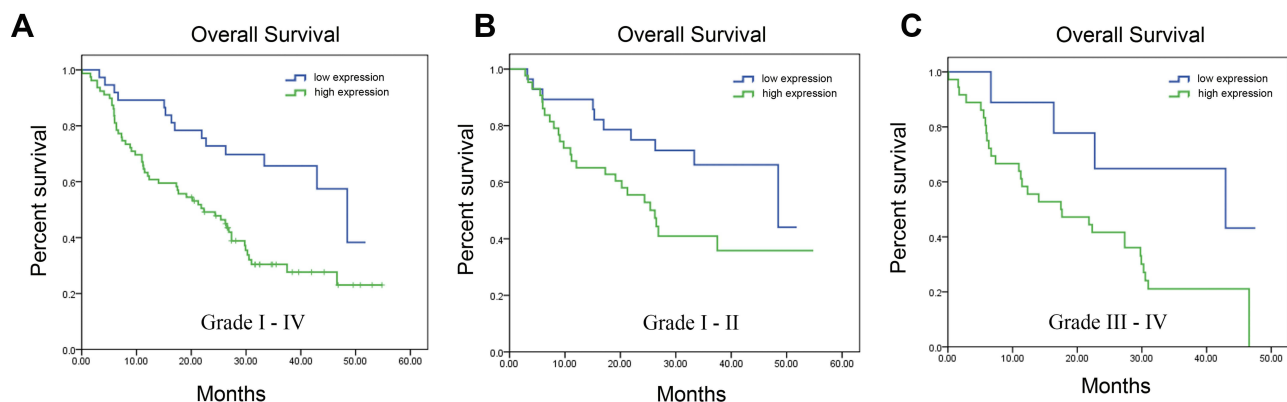 A
Overall Survival
low expression
high expression
Percent survival
1.0
0.8
0.6
0.4
0.2
0.0
Grade I - IV
0.00 10.00 20.00 30.00 40.00 50.00 60.00
Months
B
Overall Survival
low expression
high expression
Percent survival
1.0
0.8
0.6
0.4
0.2
0.0
Grade I - II
0.00 10.00 20.00 30.00 40.00 50.00 60.00
Months
C
Overall Survival
low expression
high expression
Percent survival
1.0
0.8
0.6
0.4
0.2
0.0
Grade III - IV
0.00 10.00 20.00 30.00 40.00 50.00
Months